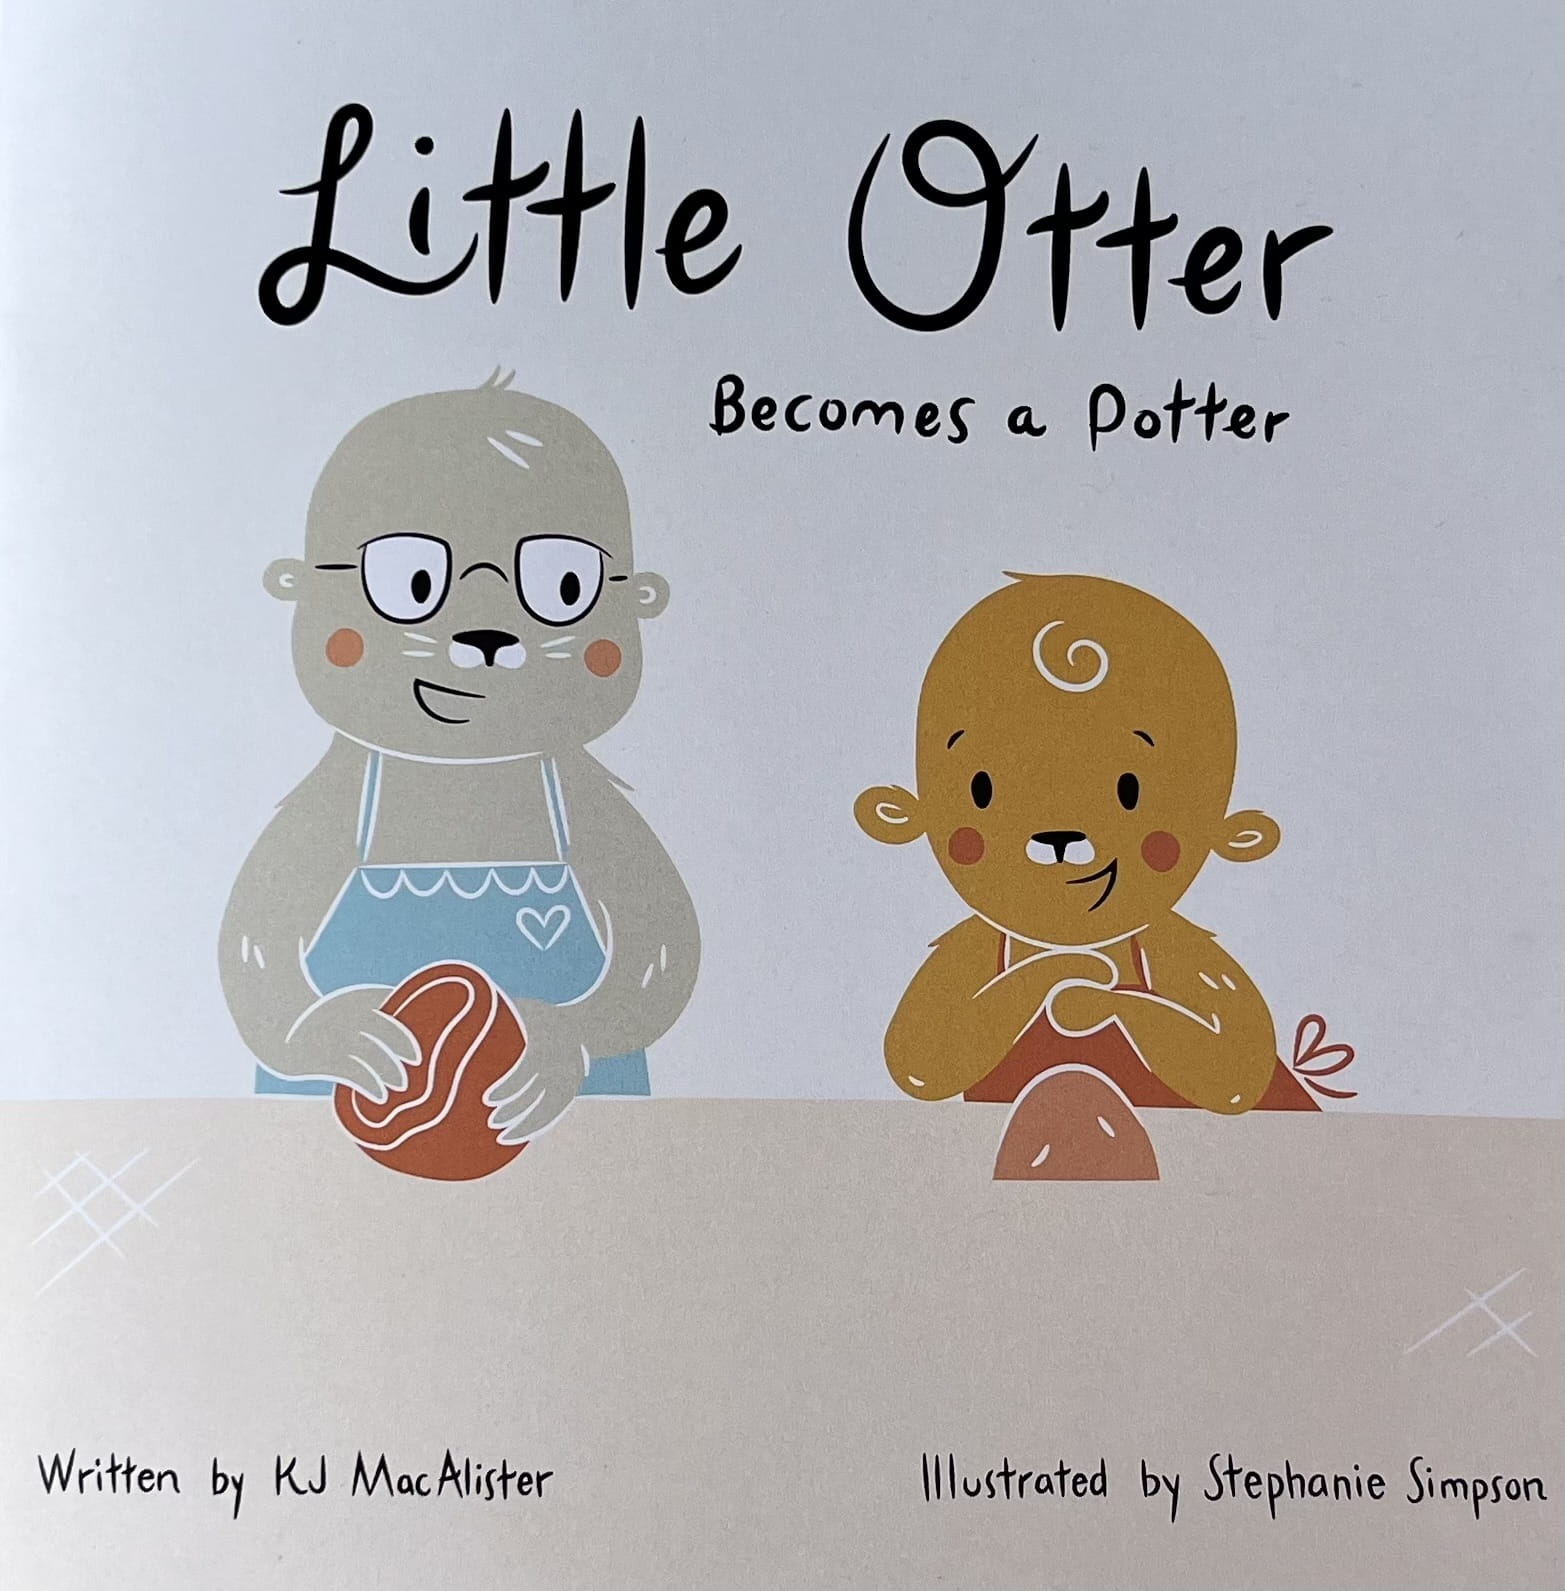 Little Otter
Becomes a Potter
Written by KJ MacAlister
Illustrated by Stephanie Simpson